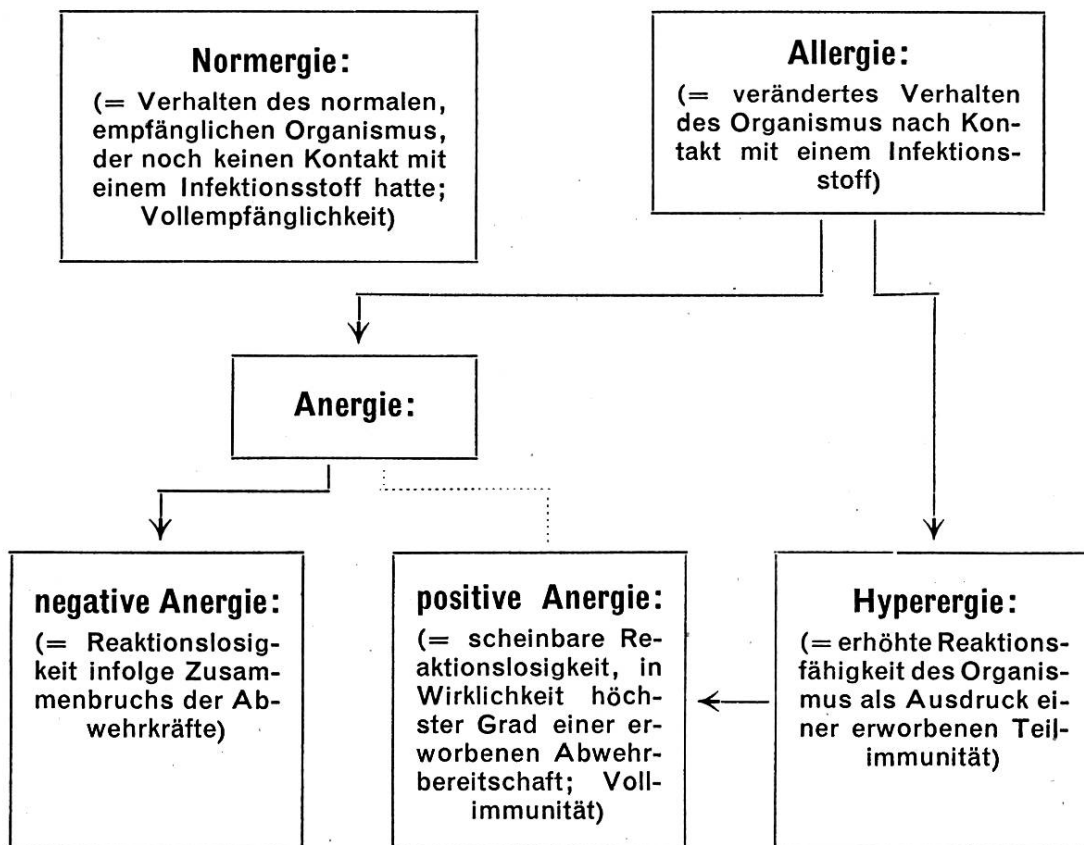 Normergie:
(= Verhalten des normalen,
empfänglichen Organismus,
der noch keinen Kontakt mit
einem Infektionsstoff hatte;
Vollempfänglichkeit)
Allergie:
(= verändertes Verhalten
des Organismus nach Kon-
takt mit einem Infektions-
stoff)
Anergie:
negative Anergie:
(= Reaktionslosig-
keit infolge Zusam-
menbruchs der Ab-
wehrkräfte)
positive Anergie:
(= scheinbare Re-
aktionslosigkeit, in
Wirklichkeit höch-
ster Grad einer er-
worbenen Abwehr-
bereitschaft; Voll-
immunität)
Hyperergie:
(= erhöhte Reaktions-
fähigkeit des Organis-
mus als Ausdruck ei-
ner erworbenen Teil-
immunität)